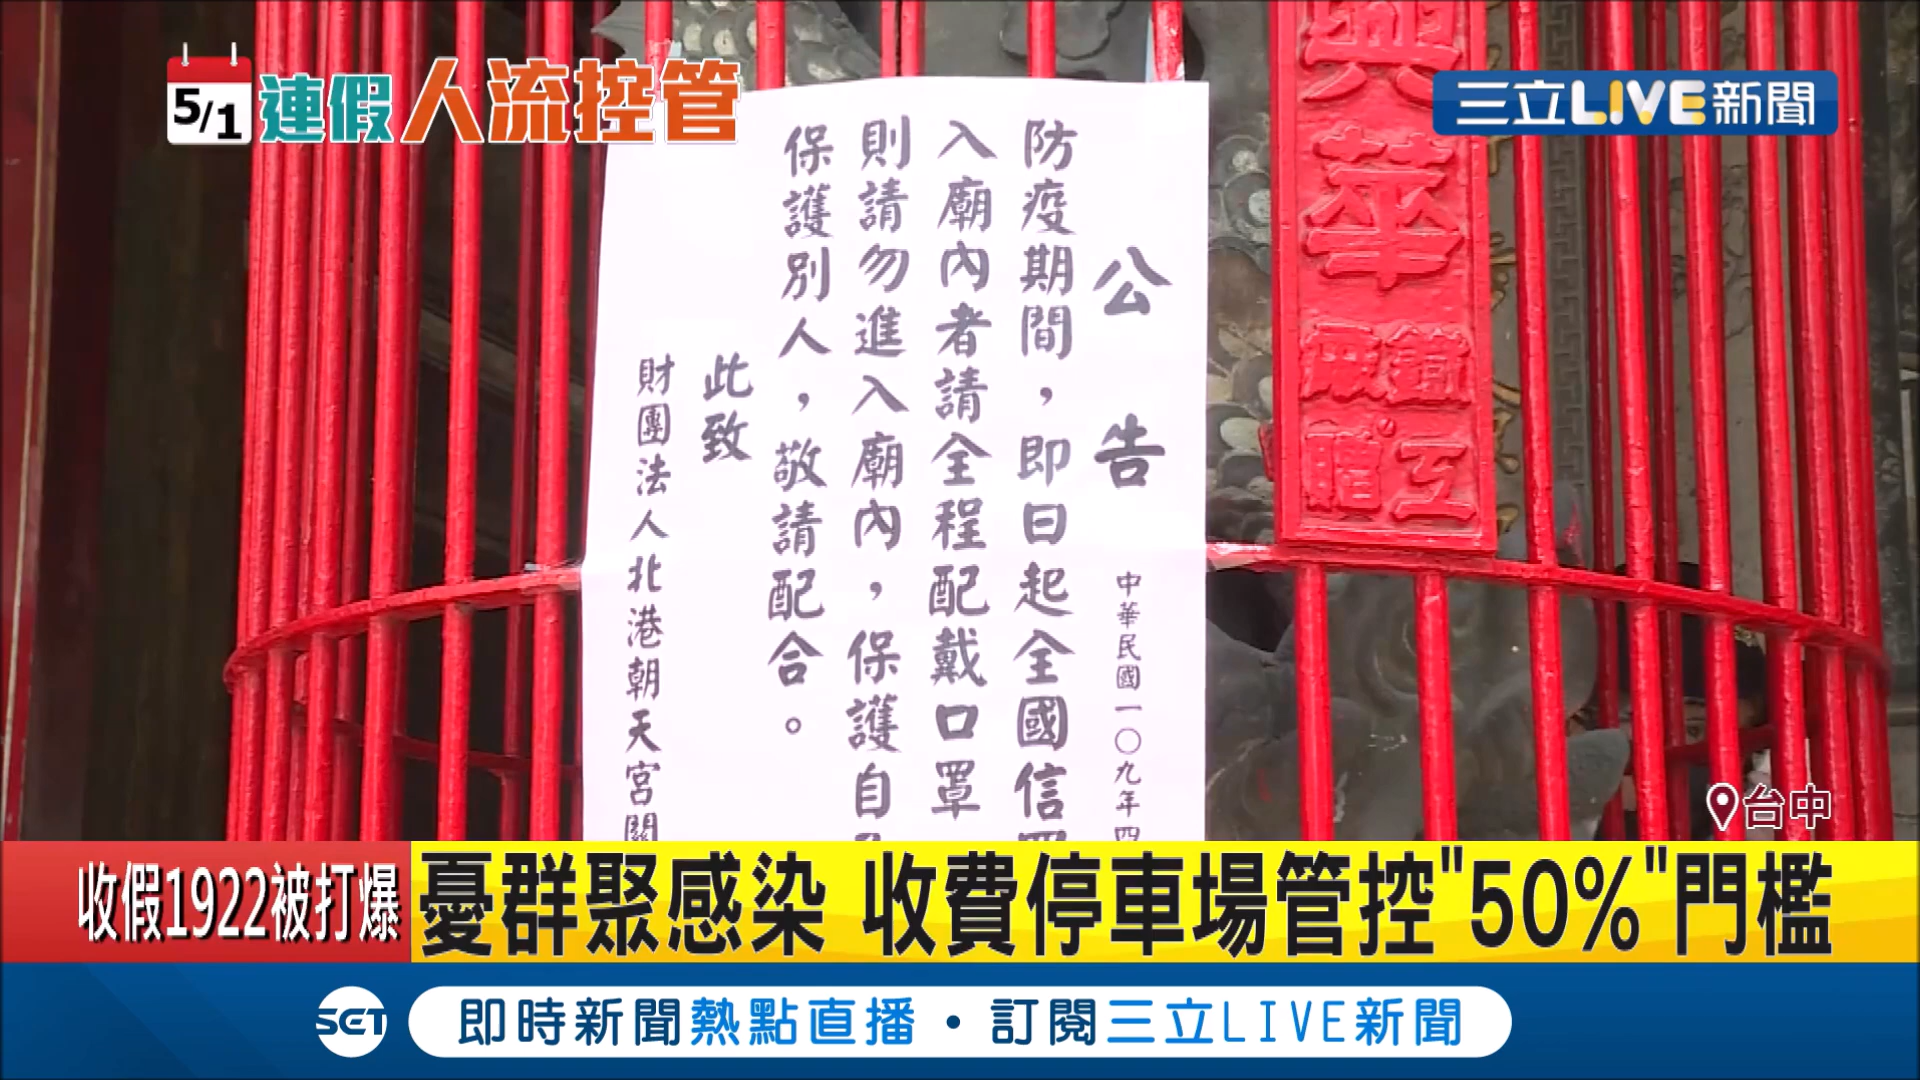 5/1
連假人流控管
三立LIVE新聞
公告
中華民國一〇九年四
防疫期間，即日起全國信
入廟內者請全程配戴口罩
則請勿進入廟內，保護自
保護別人，敬請配合。
此致
財團法人北港朝天宮關
興華
台中
收假1922被打爆
憂群聚感染 收費停車場管控"50%"門檻
SET
即時新聞熱點直播・訂閱三立LIVE新聞